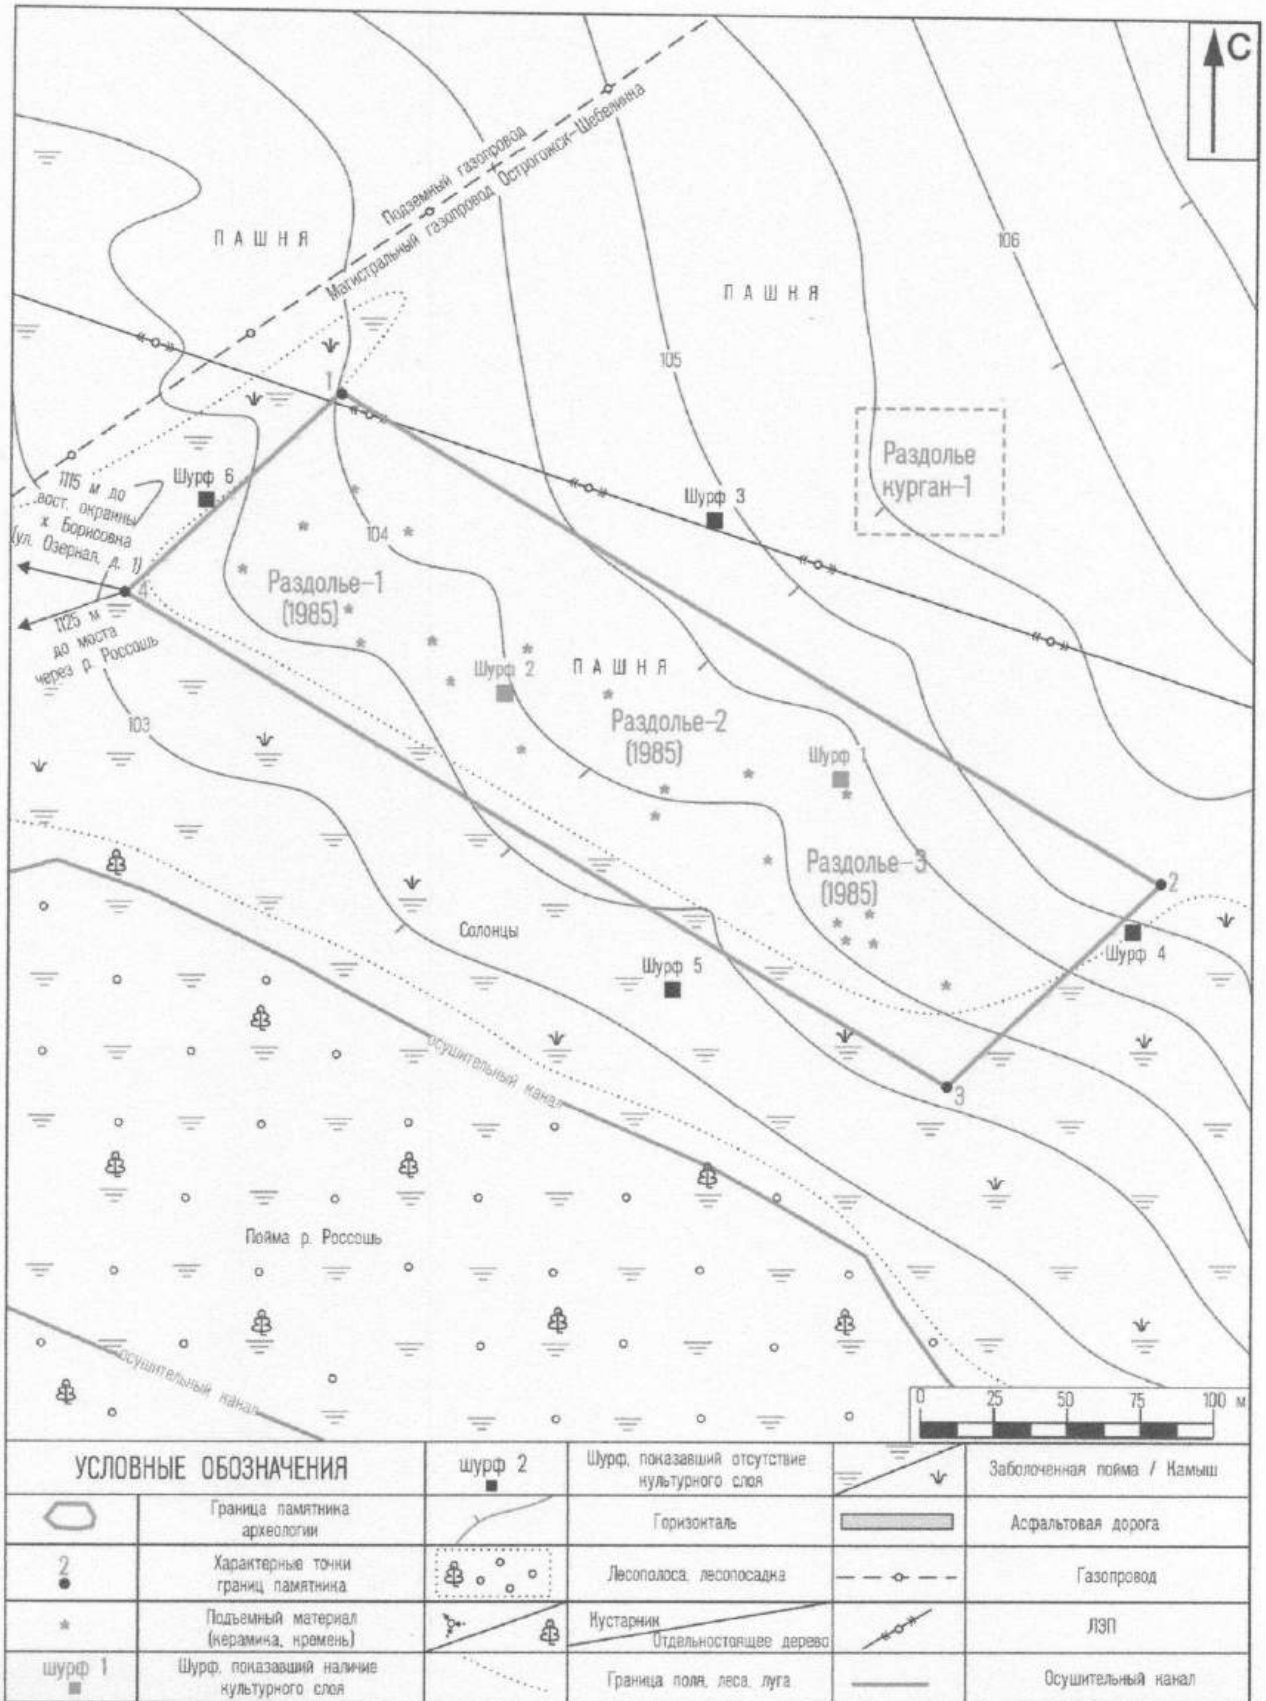 С
Подземный газопровод
Магистральный газопровод Острогожск-Шебелинка
ПАШНЯ
ПАШНЯ
106
105
1
Раздолье
курган-1
1115 м до
вост. окраины
х Борисовка
(ул. Озерная, д. 1)
Шурф 6
Шурф 3
104
4
Раздолье-1
(1985)
1125 м
до моста
через р. Россошь
Шурф 2
ПАШНЯ
103
Раздолье-2
(1985)
Шурф 1
Раздолье-3
(1985)
2
Солонцы
Шурф 4
Шурф 5
осушительный канал
3
Пойма р. Россошь
осушительный канал
0 25 50 75 100 м
УСЛОВНЫЕ ОБОЗНАЧЕНИЯ
Граница памятника
археологии
2
Характерные точки
границ памятника
Подъемный материал
(керамика, кремень)
шурф 1
Шурф, показавший наличие
культурного слоя
шурф 2
Шурф, показавший отсутствие
культурного слоя
Горизонталь
Лесополоса, лесопосадка
Кустарник
Отдельностоящее дерево
Граница поля, леса, луга
Заболоченная пойма / Камыш
Асфальтовая дорога
Газопровод
ЛЭП
Осушительный канал